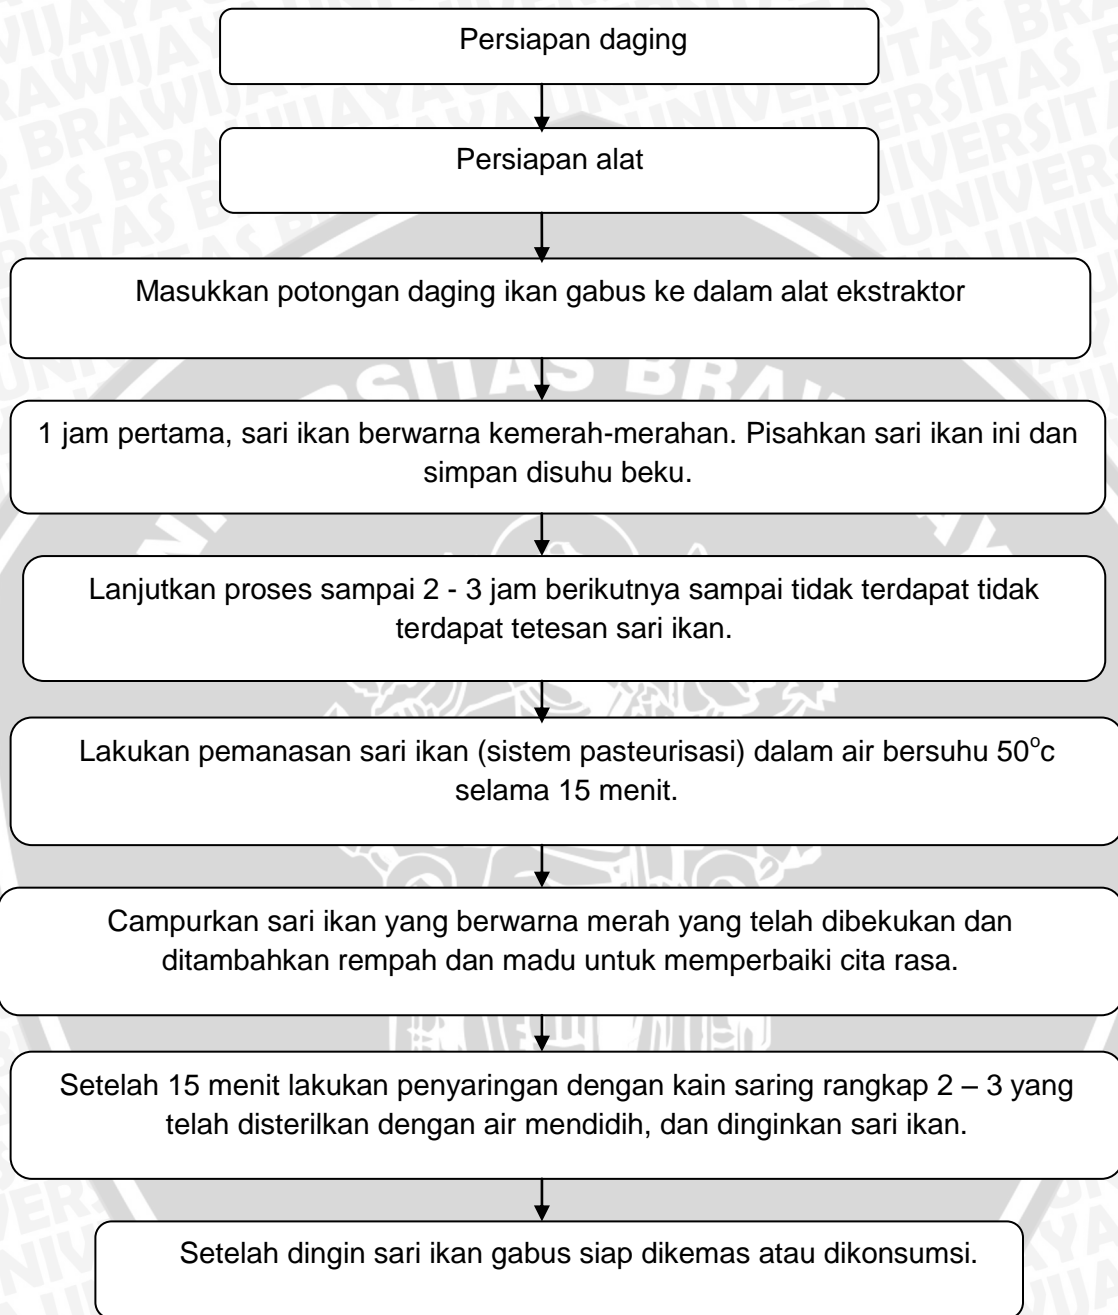 Persiapan daging
Persiapan alat
Masukkan potongan daging ikan gabus ke dalam alat ekstraktor
1 jam pertama, sari ikan berwarna kemerah-merahan. Pisahkan sari ikan ini dan
simpan disuhu beku.
Lanjutkan proses sampai 2 - 3 jam berikutnya sampai tidak terdapat tidak
terdapat tetesan sari ikan.
Lakukan pemanasan sari ikan (sistem pasteurisasi) dalam air bersuhu 50°c
selama 15 menit.
Campurkan sari ikan yang berwarna merah yang telah dibekukan dan
ditambahkan rempah dan madu untuk memperbaiki cita rasa.
Setelah 15 menit lakukan penyaringan dengan kain saring rangkap 2 – 3 yang
telah disterilkan dengan air mendidih, dan dinginkan sari ikan.
Setelah dingin sari ikan gabus siap dikemas atau dikonsumsi.